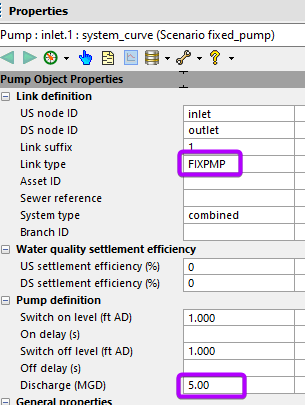 Properties
Pump : inlet.1 : system_curve (Scenario fixed_pump)
Pump Object Properties
Link definition
US node ID inlet
DS node ID outlet
Link suffix 1
Link type FIXPMP
Asset ID
Sewer reference
System type combined
Branch ID
Water quality settlement efficiency
US settlement efficiency (%) 0
DS settlement efficiency (%) 0
Pump definition
Switch on level (ft AD) 1.000
On delay (s)
Switch off level (ft AD) 1.000
Off delay (s)
Discharge (MGD) 5.00
General properties